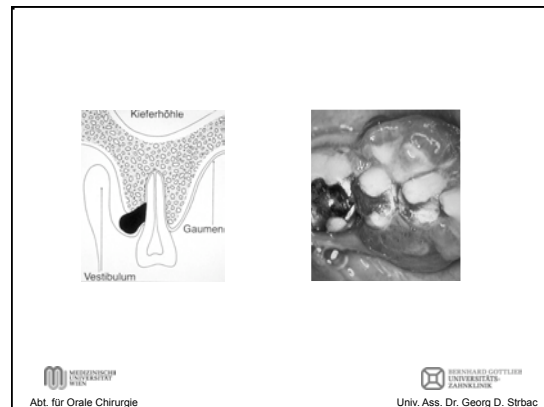 Kieferhöhle
Gaumen
Vestibulum
MEDIZINISCHE
UNIVERSITÄT
WIEN
Abt. für Orale Chirurgie
BERNHARD GOTTLIEB
UNIVERSITÄTS-
ZAHNKLINIK
Univ. Ass. Dr. Georg D. Strbac